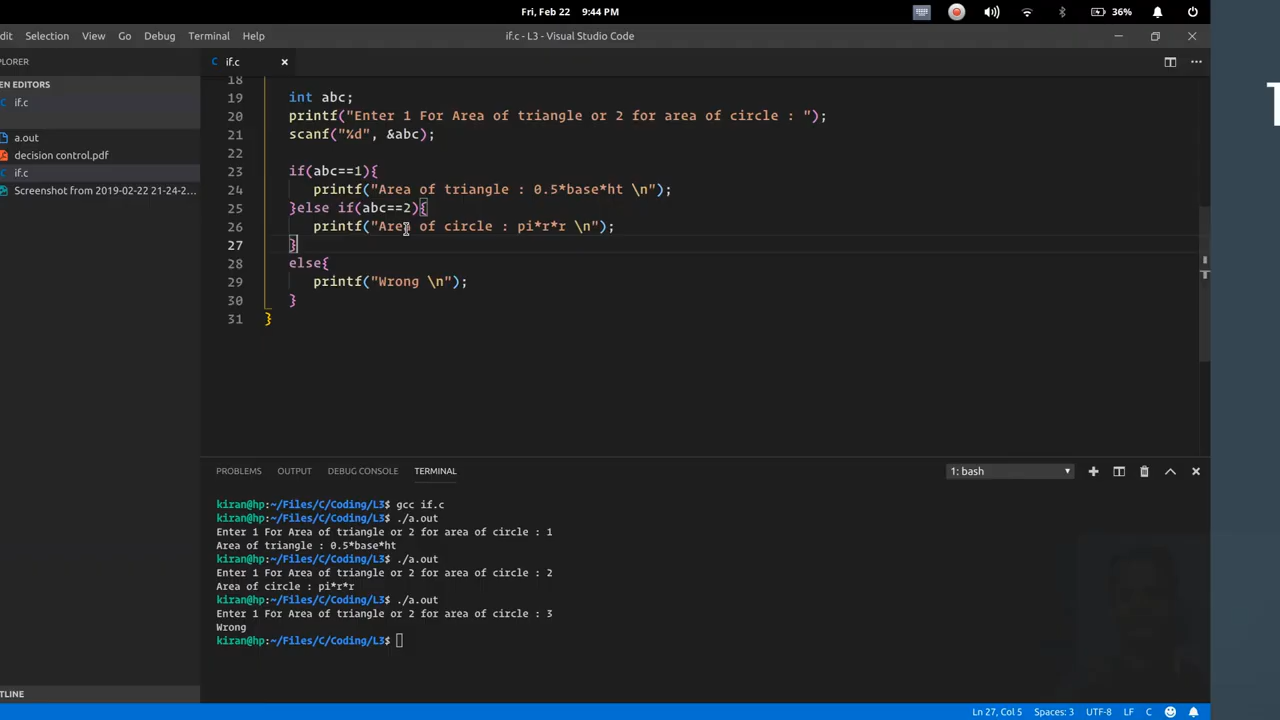 Fri, Feb 22 9:44 PM 36%
dit Selection View Go Debug Terminal Help if.c - L3 - Visual Studio Code
PLORER
C if.c
EN EDITORS
C if.c
a.out
decision control.pdf
C if.c
Screenshot from 2019-02-22 21-24-2...
18
19 int abc;
20 printf("Enter 1 For Area of triangle or 2 for area of circle : ");
21 scanf("%d", &abc);
22
23 if(abc==1){
24 printf("Area of triangle : 0.5*base*ht \n");
25 }else if(abc==2){
26 printf("Area of circle : pi*r*r \n");
27 }
28 else{
29 printf("Wrong \n");
30 }
31 }
PROBLEMS OUTPUT DEBUG CONSOLE TERMINAL 1: bash
kiran@hp:~/Files/C/Coding/L3$ gcc if.c
kiran@hp:~/Files/C/Coding/L3$ ./a.out
Enter 1 For Area of triangle or 2 for area of circle : 1
Area of triangle : 0.5*base*ht
kiran@hp:~/Files/C/Coding/L3$ ./a.out
Enter 1 For Area of triangle or 2 for area of circle : 2
Area of circle : pi*r*r
kiran@hp:~/Files/C/Coding/L3$ ./a.out
Enter 1 For Area of triangle or 2 for area of circle : 3
Wrong
kiran@hp:~/Files/C/Coding/L3$
TLINE
Ln 27, Col 5 Spaces: 3 UTF-8 LF C